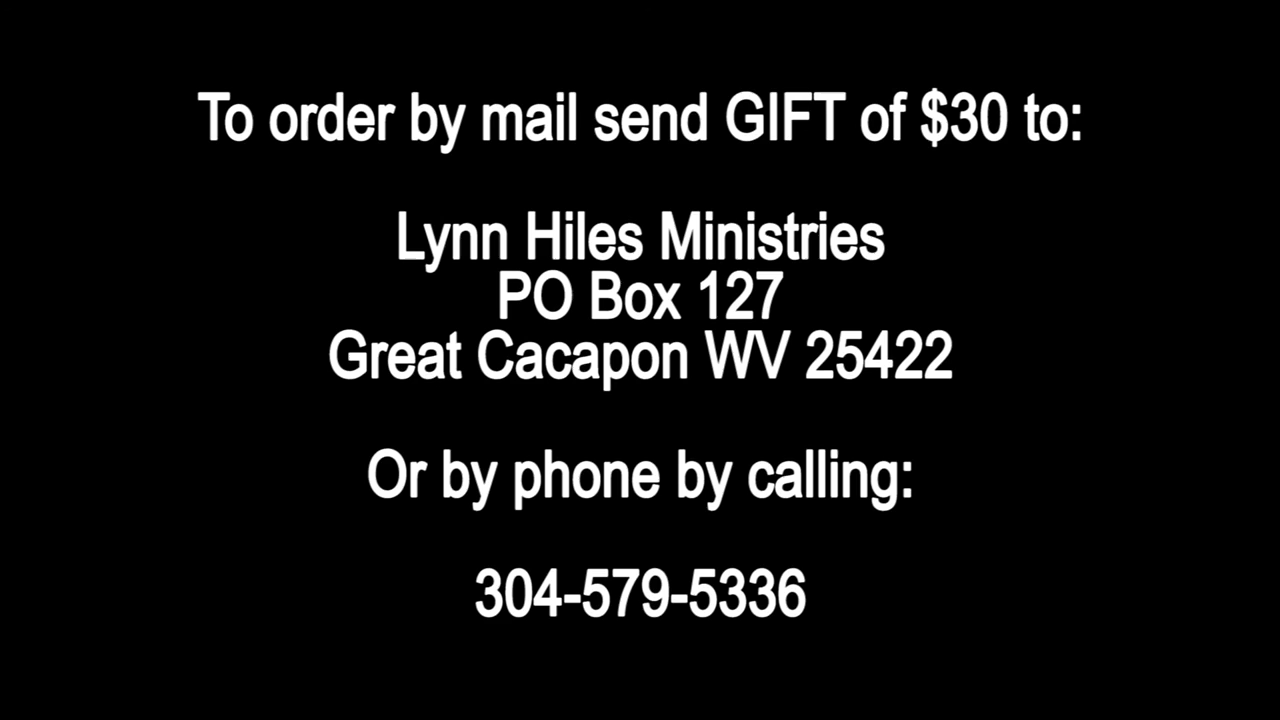 To order by mail send GIFT of $30 to:
Lynn Hiles Ministries
PO Box 127
Great Cacapon WV 25422
Or by phone by calling:
304-579-5336